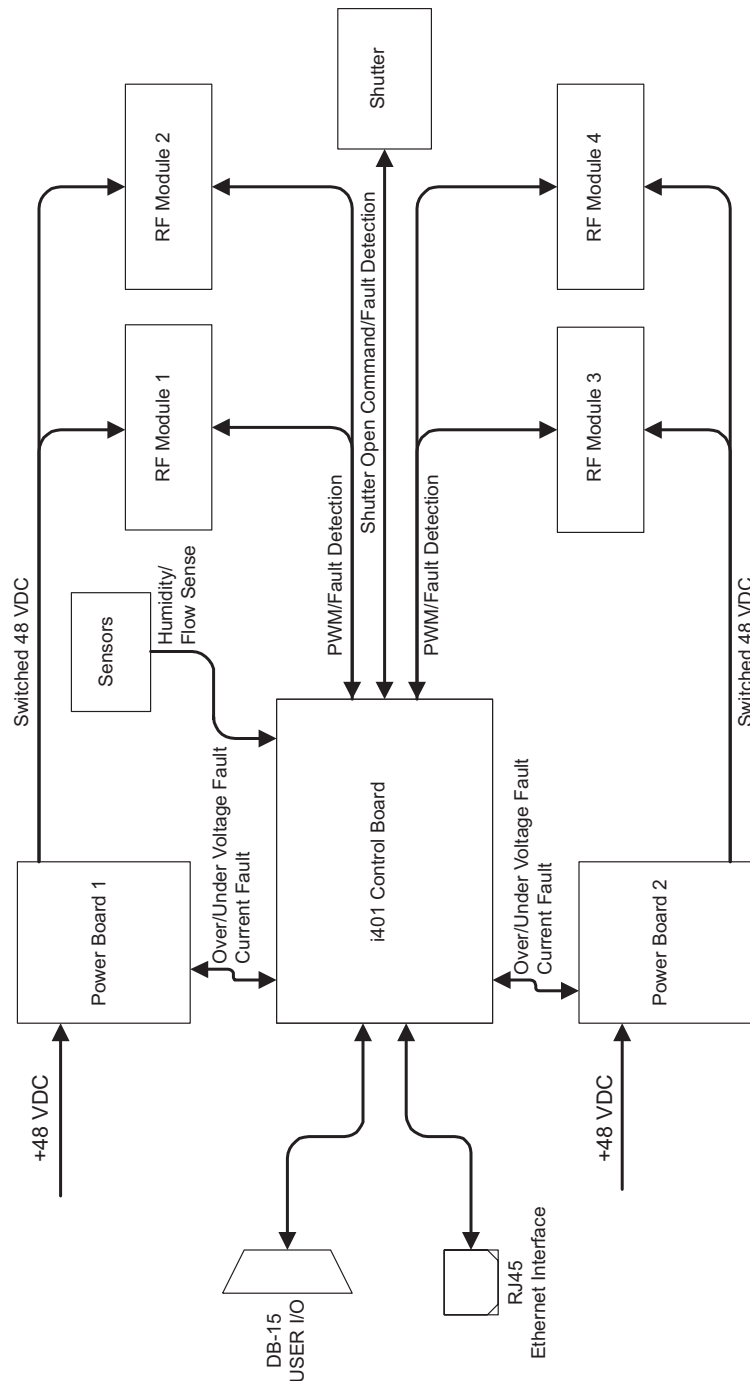 +48 VDC
Power Board 1
Switched 48 VDC
RF Module 1
RF Module 2
Over/Under Voltage Fault
Current Fault
Sensors
Humidity/
Flow Sense
DB-15
USER I/O
i401 Control Board
PWM/Fault Detection
Shutter Open Command/Fault Detection
Shutter
PWM/Fault Detection
RJ45
Ethernet Interface
Over/Under Voltage Fault
Current Fault
RF Module 3
RF Module 4
+48 VDC
Power Board 2
Switched 48 VDC